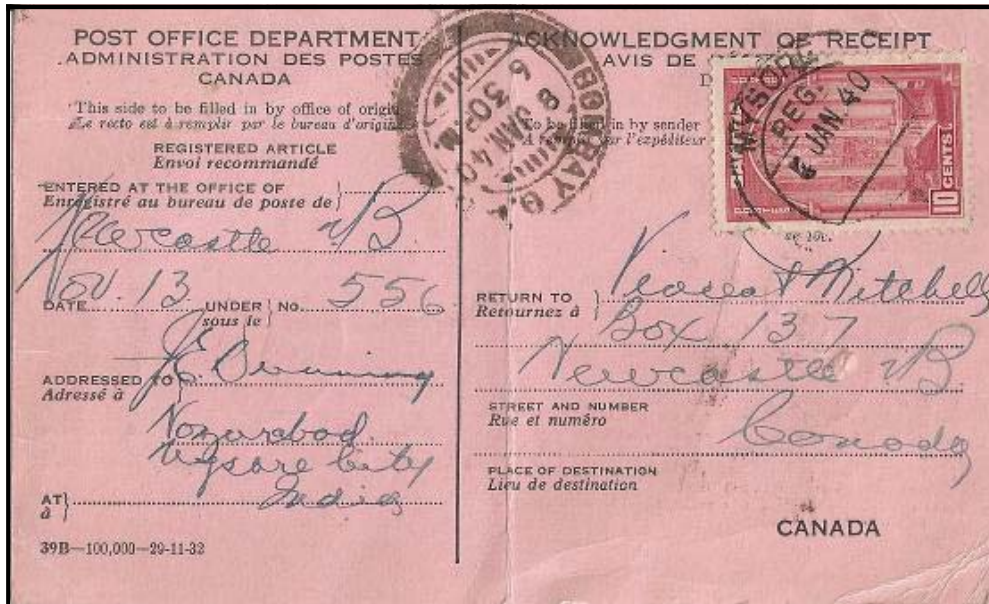 POST OFFICE DEPARTMENT
ADMINISTRATION DES POSTES
CANADA
This side to be filled in by office of origin
Le recto est à remplir par le bureau d'origine
REGISTERED ARTICLE
Envoi recommandé
ENTERED AT THE OFFICE OF
Enregistré au bureau de poste de
Newcastle NB
Nov. 13 556
DATE UNDER No.
sous le
J.E.
ADDRESSED TO
Adressé à
Mysore City
India
AT
à
39B—100,000—29-11-32
BOMBAY
8 JAN. 40
6 30 P.M.
ACKNOWLEDGMENT OF RECEIPT
AVIS DE
To be filled in by sender
A remplir par l'expéditeur
MYSORE
REG.
JAN. 40
10 CENTS
Mitchell
RETURN TO
Retournez à
Box 137
Newcastle NB
STREET AND NUMBER
Rue et numéro
Canada
PLACE OF DESTINATION
Lieu de destination
CANADA